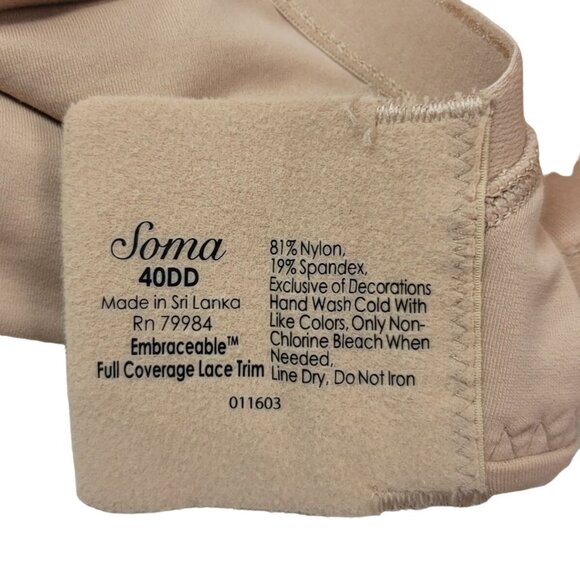 Soma
40DD
Made in Sri Lanka
Rn 79984
Embraceable™
Full Coverage Lace Trim
81% Nylon,
19% Spandex,
Exclusive of Decorations
Hand Wash Cold With
Like Colors, Only Non-
Chlorine Bleach When
Needed,
Line Dry, Do Not Iron
011603